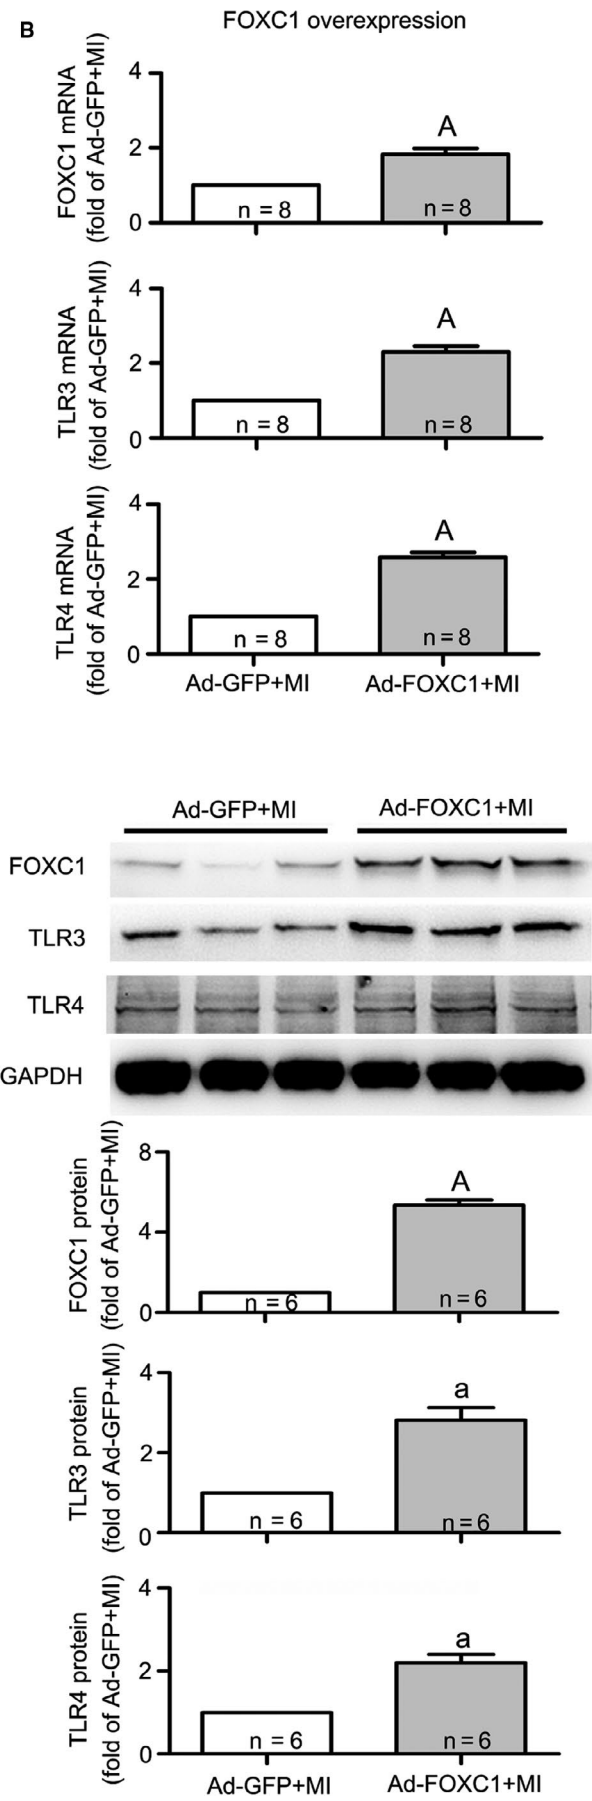 B
FOXC1 overexpression
FOXC1 mRNA
(fold of Ad-GFP+MI)
4
2
0
A
n = 8
n = 8
TLR3 mRNA
(fold of Ad-GFP+MI)
4
2
0
A
n = 8
n = 8
TLR4 mRNA
(fold of Ad-GFP+MI)
4
2
0
A
n = 8
n = 8
Ad-GFP+MI Ad-FOXC1+MI
Ad-GFP+MI Ad-FOXC1+MI
FOXC1
TLR3
TLR4
GAPDH
FOXC1 protein
(fold of Ad-GFP+MI)
8
4
0
A
n = 6
n = 6
TLR3 protein
(fold of Ad-GFP+MI)
4
2
0
a
n = 6
n = 6
TLR4 protein
(fold of Ad-GFP+MI)
4
2
0
a
n = 6
n = 6
Ad-GFP+MI Ad-FOXC1+MI